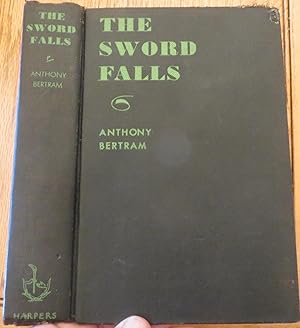 THE
SWORD
FALLS
ANTHONY
BERTRAM
HARPERS
THE
SWORD
FALLS
ANTHONY
BERTRAM